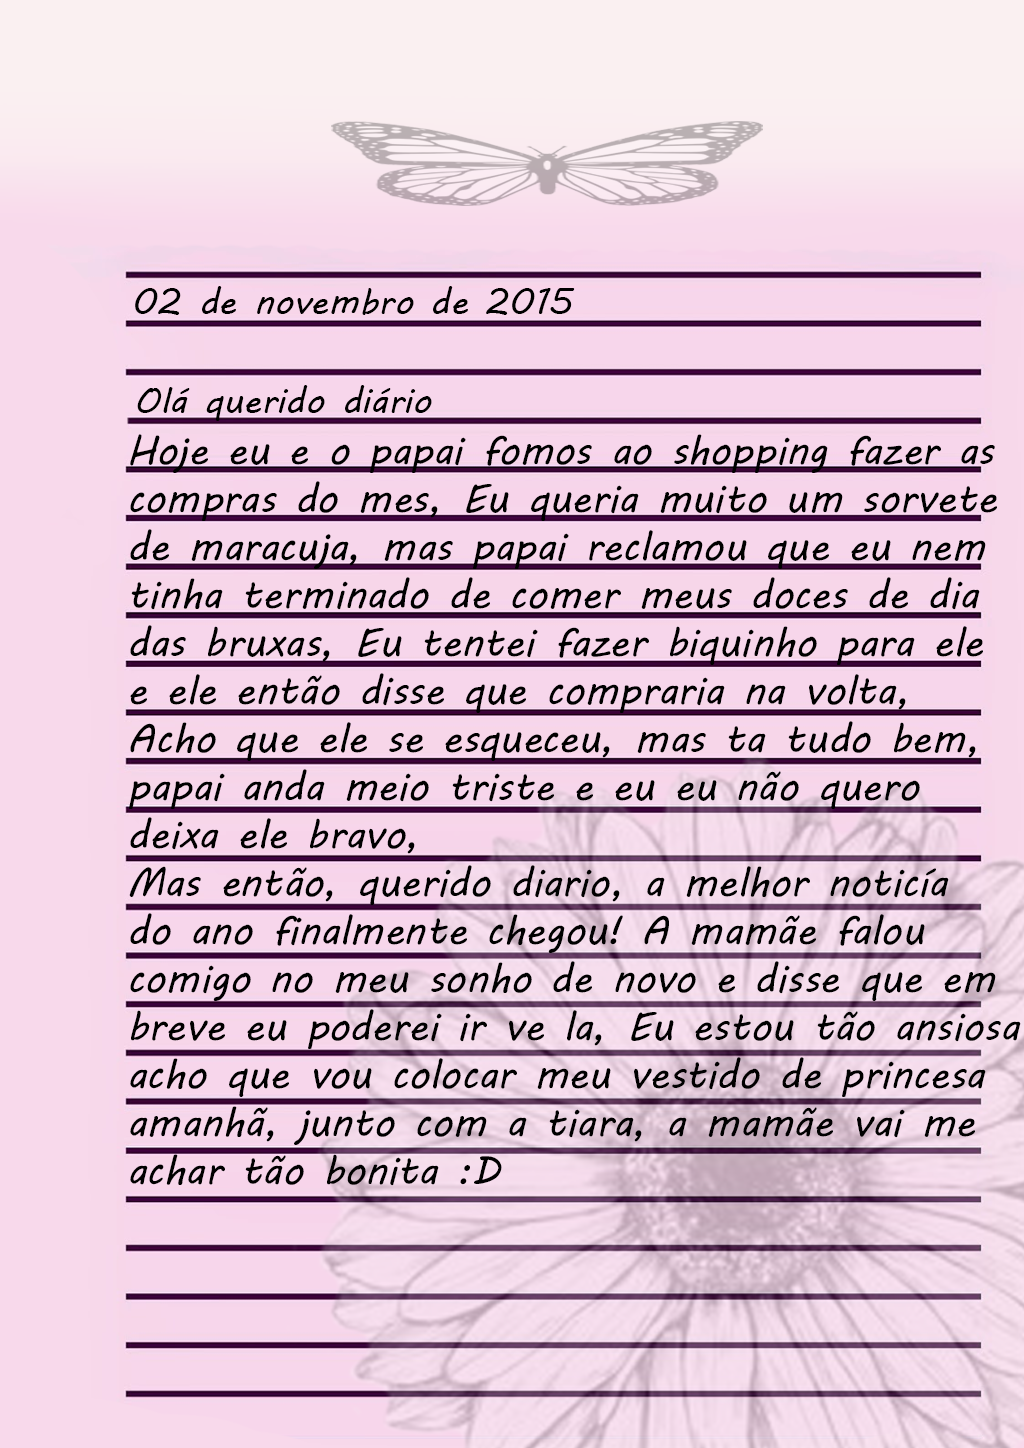 02 de novembro de 2015
Olá querido diário
Hoje eu e o papai fomos ao shopping fazer as
compras do mes, Eu queria muito um sorvete
de maracuja, mas papai reclamou que eu nem
tinha terminado de comer meus doces de dia
das bruxas, Eu tentei fazer biquinho para ele
e ele então disse que compraria na volta,
Acho que ele se esqueceu, mas ta tudo bem,
papai anda meio triste e eu eu não quero
deixa ele bravo,
Mas então, querido diario, a melhor noticía
do ano finalmente chegou! A mamãe falou
comigo no meu sonho de novo e disse que em
breve eu poderei ir ve la, Eu estou tão ansiosa
acho que vou colocar meu vestido de princesa
amanhã, junto com a tiara, a mamãe vai me
achar tão bonita :D